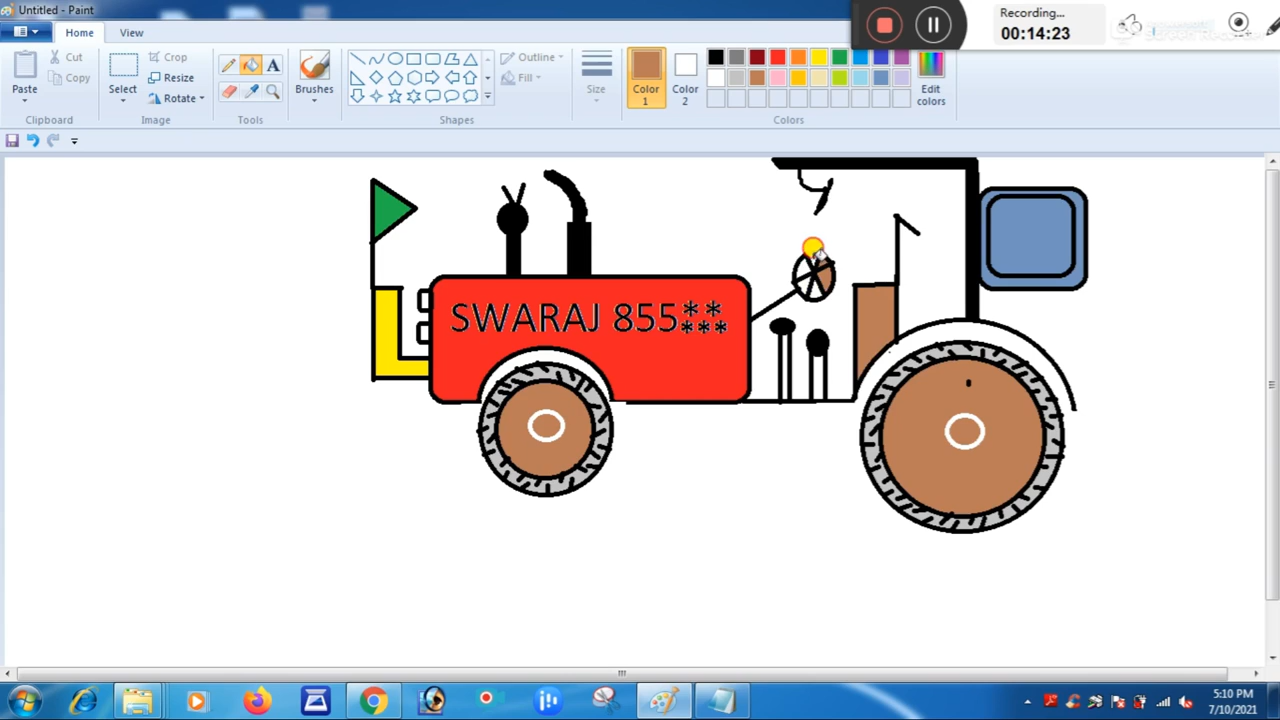 Untitled - Paint
Recording...
00:14:23
Home
View
Cut
Crop
Outline
Copy
Resize
Fill
Paste
Select
Rotate
Brushes
Size
Color 1
Color 2
Edit colors
Clipboard
Image
Tools
Shapes
Colors
SWARAJ 855*****
5:10 PM
7/10/2021